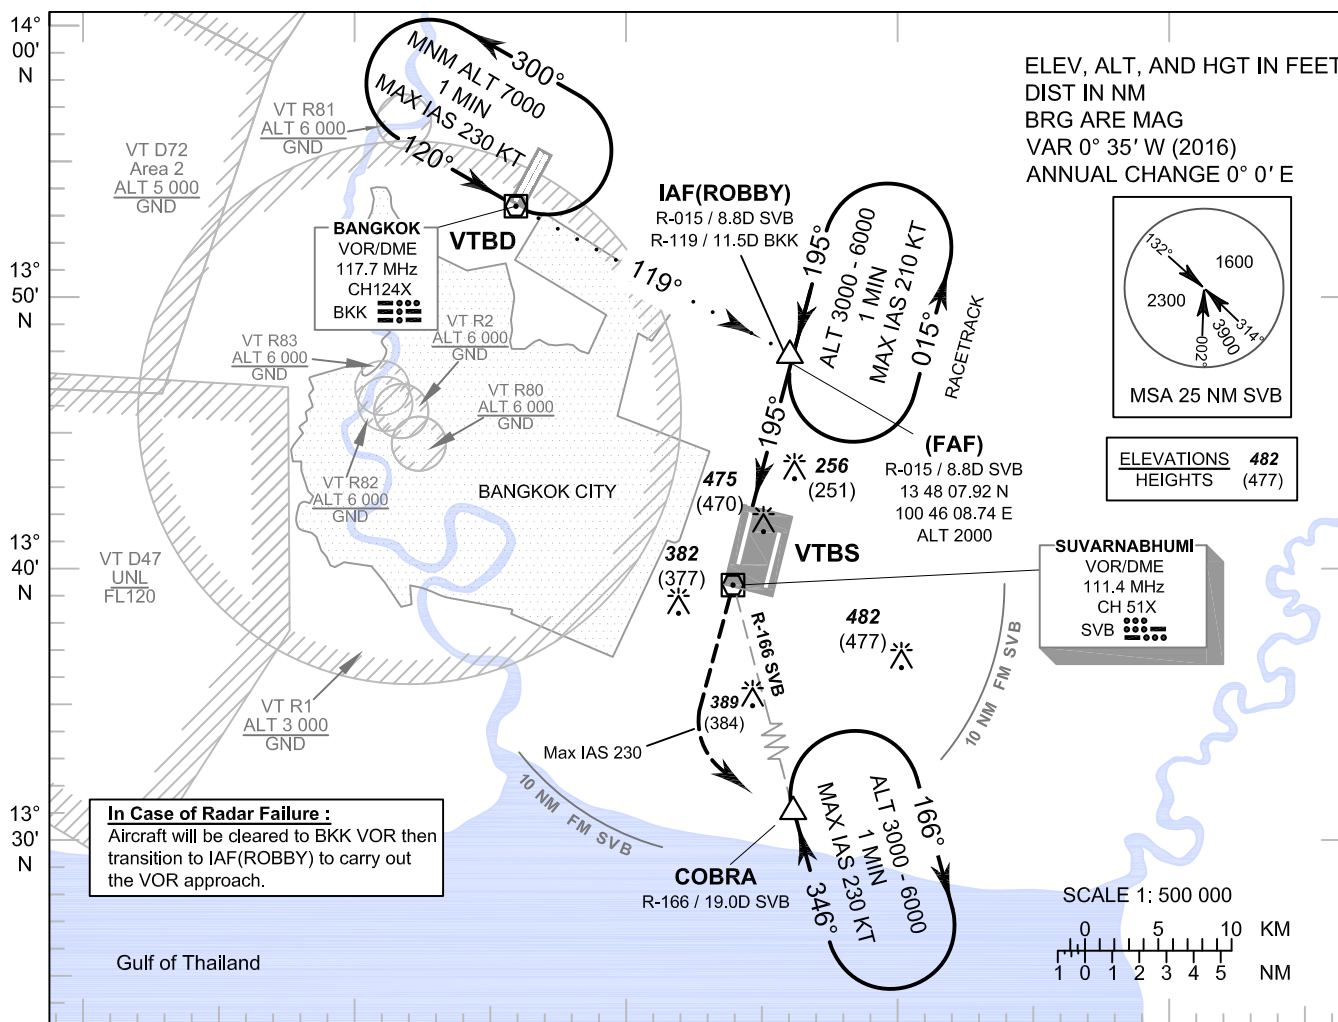 14°
00'
N
13°
50'
N
13°
40'
N
13°
30'
N
MNM ALT 7000
1 MIN
MAX IAS 230 KT
300°
120°
ELEV, ALT, AND HGT IN FEET
DIST IN NM
BRG ARE MAG
VAR 0° 35' W (2016)
ANNUAL CHANGE 0° 0' E
VT R81
ALT 6 000
GND
VT D72
Area 2
ALT 5 000
GND
BANGKOK
VOR/DME
117.7 MHz
CH124X
BKK
VTBD
119°
IAF(ROBBY)
R-015 / 8.8D SVB
R-119 / 11.5D BKK
195°
ALT 3000 - 6000
1 MIN
MAX IAS 210 KT
015°
RACETRACK
132°
1600
2300
3900
314°
002°
MSA 25 NM SVB
VT R2
ALT 6 000
GND
VT R83
ALT 6 000
GND
VT R80
ALT 6 000
GND
VT R82
ALT 6 000
GND
BANGKOK CITY
195°
(FAF)
R-015 / 8.8D SVB
13 48 07.92 N
100 46 08.74 E
ALT 2000
ELEVATIONS 482
HEIGHTS (477)
256
(251)
475
(470)
382
(377)
VTBS
SUVARNABHUMI
VOR/DME
111.4 MHz
CH 51X
SVB
VT D47
UNL
FL120
482
(477)
R-166 SVB
389
(384)
VT R1
ALT 3 000
GND
Max IAS 230
10 NM FM SVB
10 NM FM SVB
In Case of Radar Failure :
Aircraft will be cleared to BKK VOR then
transition to IAF(ROBBY) to carry out
the VOR approach.
COBRA
R-166 / 19.0D SVB
166°
ALT 3000 - 6000
1 MIN
MAX IAS 230 KT
346°
Gulf of Thailand
SCALE 1: 500 000
0 5 10 KM
1 0 1 2 3 4 5 NM